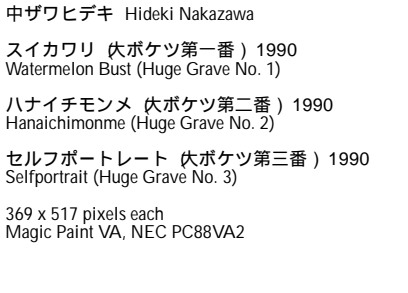 中ザワヒデキ Hideki Nakazawa
スイカワリ（大ボケツ第一番）1990
Watermelon Bust (Huge Grave No. 1)
ハナイチモンメ（大ボケツ第二番）1990
Hanaichimonme (Huge Grave No. 2)
セルフポートレート（大ボケツ第三番）1990
Selfportrait (Huge Grave No. 3)
369 x 517 pixels each
Magic Paint VA, NEC PC88VA2